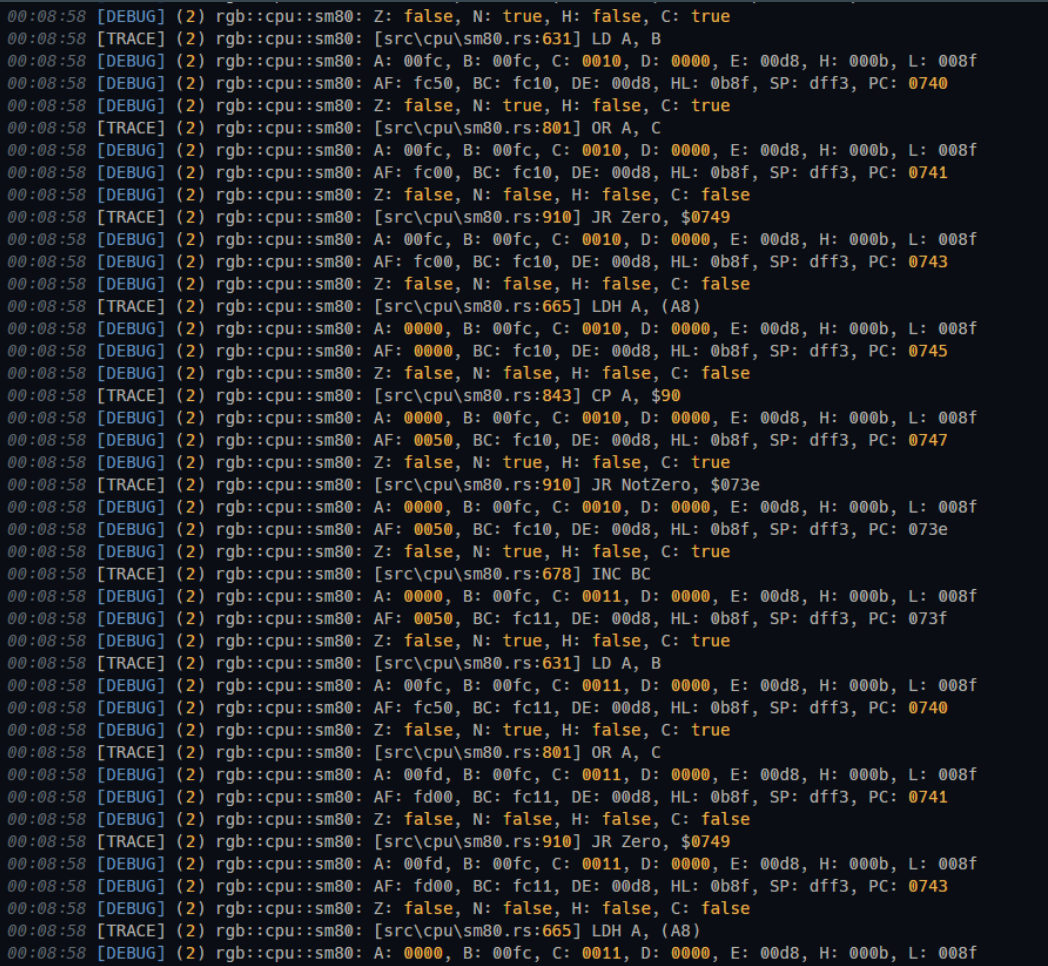 00:08:58 [DEBUG] (2) rgb::cpu::sm80: Z: false, N: true, H: false, C: true
00:08:58 [TRACE] (2) rgb::cpu::sm80: [src\cpu\sm80.rs:631] LD A, B
00:08:58 [DEBUG] (2) rgb::cpu::sm80: A: 00fc, B: 00fc, C: 0010, D: 0000, E: 00d8, H: 000b, L: 008f
00:08:58 [DEBUG] (2) rgb::cpu::sm80: AF: fc50, BC: fc10, DE: 00d8, HL: 0b8f, SP: dff3, PC: 0740
00:08:58 [DEBUG] (2) rgb::cpu::sm80: Z: false, N: true, H: false, C: true
00:08:58 [TRACE] (2) rgb::cpu::sm80: [src\cpu\sm80.rs:801] OR A, C
00:08:58 [DEBUG] (2) rgb::cpu::sm80: A: 00fc, B: 00fc, C: 0010, D: 0000, E: 00d8, H: 000b, L: 008f
00:08:58 [DEBUG] (2) rgb::cpu::sm80: AF: fc00, BC: fc10, DE: 00d8, HL: 0b8f, SP: dff3, PC: 0741
00:08:58 [DEBUG] (2) rgb::cpu::sm80: Z: false, N: false, H: false, C: false
00:08:58 [TRACE] (2) rgb::cpu::sm80: [src\cpu\sm80.rs:910] JR Zero, $0749
00:08:58 [DEBUG] (2) rgb::cpu::sm80: A: 00fc, B: 00fc, C: 0010, D: 0000, E: 00d8, H: 000b, L: 008f
00:08:58 [DEBUG] (2) rgb::cpu::sm80: AF: fc00, BC: fc10, DE: 00d8, HL: 0b8f, SP: dff3, PC: 0743
00:08:58 [DEBUG] (2) rgb::cpu::sm80: Z: false, N: false, H: false, C: false
00:08:58 [TRACE] (2) rgb::cpu::sm80: [src\cpu\sm80.rs:665] LDH A, (A8)
00:08:58 [DEBUG] (2) rgb::cpu::sm80: A: 0000, B: 00fc, C: 0010, D: 0000, E: 00d8, H: 000b, L: 008f
00:08:58 [DEBUG] (2) rgb::cpu::sm80: AF: 0000, BC: fc10, DE: 00d8, HL: 0b8f, SP: dff3, PC: 0745
00:08:58 [DEBUG] (2) rgb::cpu::sm80: Z: false, N: false, H: false, C: false
00:08:58 [TRACE] (2) rgb::cpu::sm80: [src\cpu\sm80.rs:843] CP A, $90
00:08:58 [DEBUG] (2) rgb::cpu::sm80: A: 0000, B: 00fc, C: 0010, D: 0000, E: 00d8, H: 000b, L: 008f
00:08:58 [DEBUG] (2) rgb::cpu::sm80: AF: 0050, BC: fc10, DE: 00d8, HL: 0b8f, SP: dff3, PC: 0747
00:08:58 [DEBUG] (2) rgb::cpu::sm80: Z: false, N: true, H: false, C: true
00:08:58 [TRACE] (2) rgb::cpu::sm80: [src\cpu\sm80.rs:910] JR NotZero, $073e
00:08:58 [DEBUG] (2) rgb::cpu::sm80: A: 0000, B: 00fc, C: 0010, D: 0000, E: 00d8, H: 000b, L: 008f
00:08:58 [DEBUG] (2) rgb::cpu::sm80: AF: 0050, BC: fc10, DE: 00d8, HL: 0b8f, SP: dff3, PC: 073e
00:08:58 [DEBUG] (2) rgb::cpu::sm80: Z: false, N: true, H: false, C: true
00:08:58 [TRACE] (2) rgb::cpu::sm80: [src\cpu\sm80.rs:678] INC BC
00:08:58 [DEBUG] (2) rgb::cpu::sm80: A: 0000, B: 00fc, C: 0011, D: 0000, E: 00d8, H: 000b, L: 008f
00:08:58 [DEBUG] (2) rgb::cpu::sm80: AF: 0050, BC: fc11, DE: 00d8, HL: 0b8f, SP: dff3, PC: 073f
00:08:58 [DEBUG] (2) rgb::cpu::sm80: Z: false, N: true, H: false, C: true
00:08:58 [TRACE] (2) rgb::cpu::sm80: [src\cpu\sm80.rs:631] LD A, B
00:08:58 [DEBUG] (2) rgb::cpu::sm80: A: 00fc, B: 00fc, C: 0011, D: 0000, E: 00d8, H: 000b, L: 008f
00:08:58 [DEBUG] (2) rgb::cpu::sm80: AF: fc50, BC: fc11, DE: 00d8, HL: 0b8f, SP: dff3, PC: 0740
00:08:58 [DEBUG] (2) rgb::cpu::sm80: Z: false, N: true, H: false, C: true
00:08:58 [TRACE] (2) rgb::cpu::sm80: [src\cpu\sm80.rs:801] OR A, C
00:08:58 [DEBUG] (2) rgb::cpu::sm80: A: 00fd, B: 00fc, C: 0011, D: 0000, E: 00d8, H: 000b, L: 008f
00:08:58 [DEBUG] (2) rgb::cpu::sm80: AF: fd00, BC: fc11, DE: 00d8, HL: 0b8f, SP: dff3, PC: 0741
00:08:58 [DEBUG] (2) rgb::cpu::sm80: Z: false, N: false, H: false, C: false
00:08:58 [TRACE] (2) rgb::cpu::sm80: [src\cpu\sm80.rs:910] JR Zero, $0749
00:08:58 [DEBUG] (2) rgb::cpu::sm80: A: 00fd, B: 00fc, C: 0011, D: 0000, E: 00d8, H: 000b, L: 008f
00:08:58 [DEBUG] (2) rgb::cpu::sm80: AF: fd00, BC: fc11, DE: 00d8, HL: 0b8f, SP: dff3, PC: 0743
00:08:58 [DEBUG] (2) rgb::cpu::sm80: Z: false, N: false, H: false, C: false
00:08:58 [TRACE] (2) rgb::cpu::sm80: [src\cpu\sm80.rs:665] LDH A, (A8)
00:08:58 [DEBUG] (2) rgb::cpu::sm80: A: 0000, B: 00fc, C: 0011, D: 0000, E: 00d8, H: 000b, L: 008f